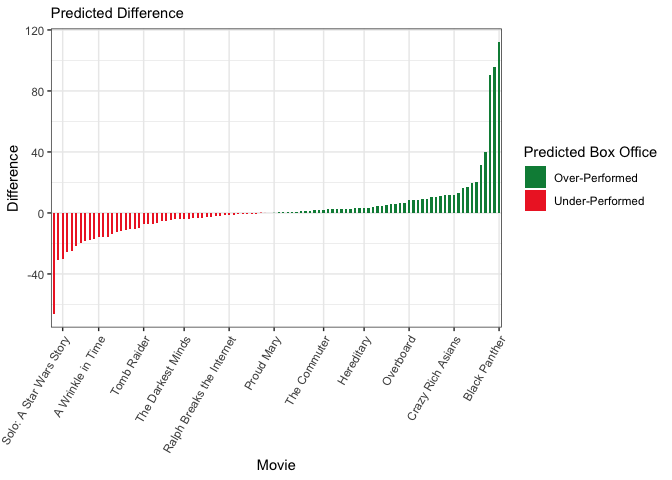 Predicted Difference
120
80
40
0
-40
Difference
Solo: A Star Wars Story
A Wrinkle in Time
Tomb Raider
The Darkest Minds
Ralph Breaks the Internet
Proud Mary
The Commuter
Hereditary
Overboard
Crazy Rich Asians
Black Panther
Movie
Predicted Box Office
Over-Performed
Under-Performed